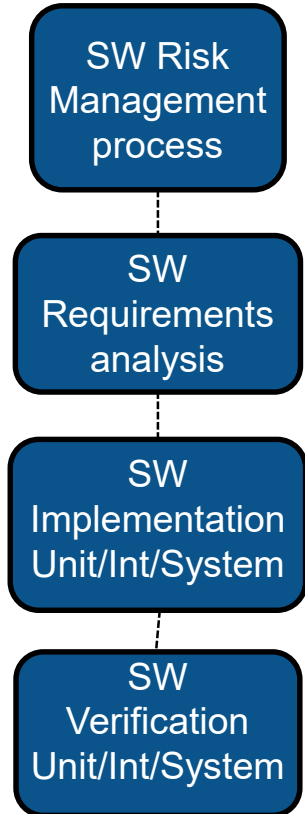 SW Risk
Management
process
SW
Requirements
analysis
SW
Implementation
Unit/Int/System
SW
Verification
Unit/Int/System